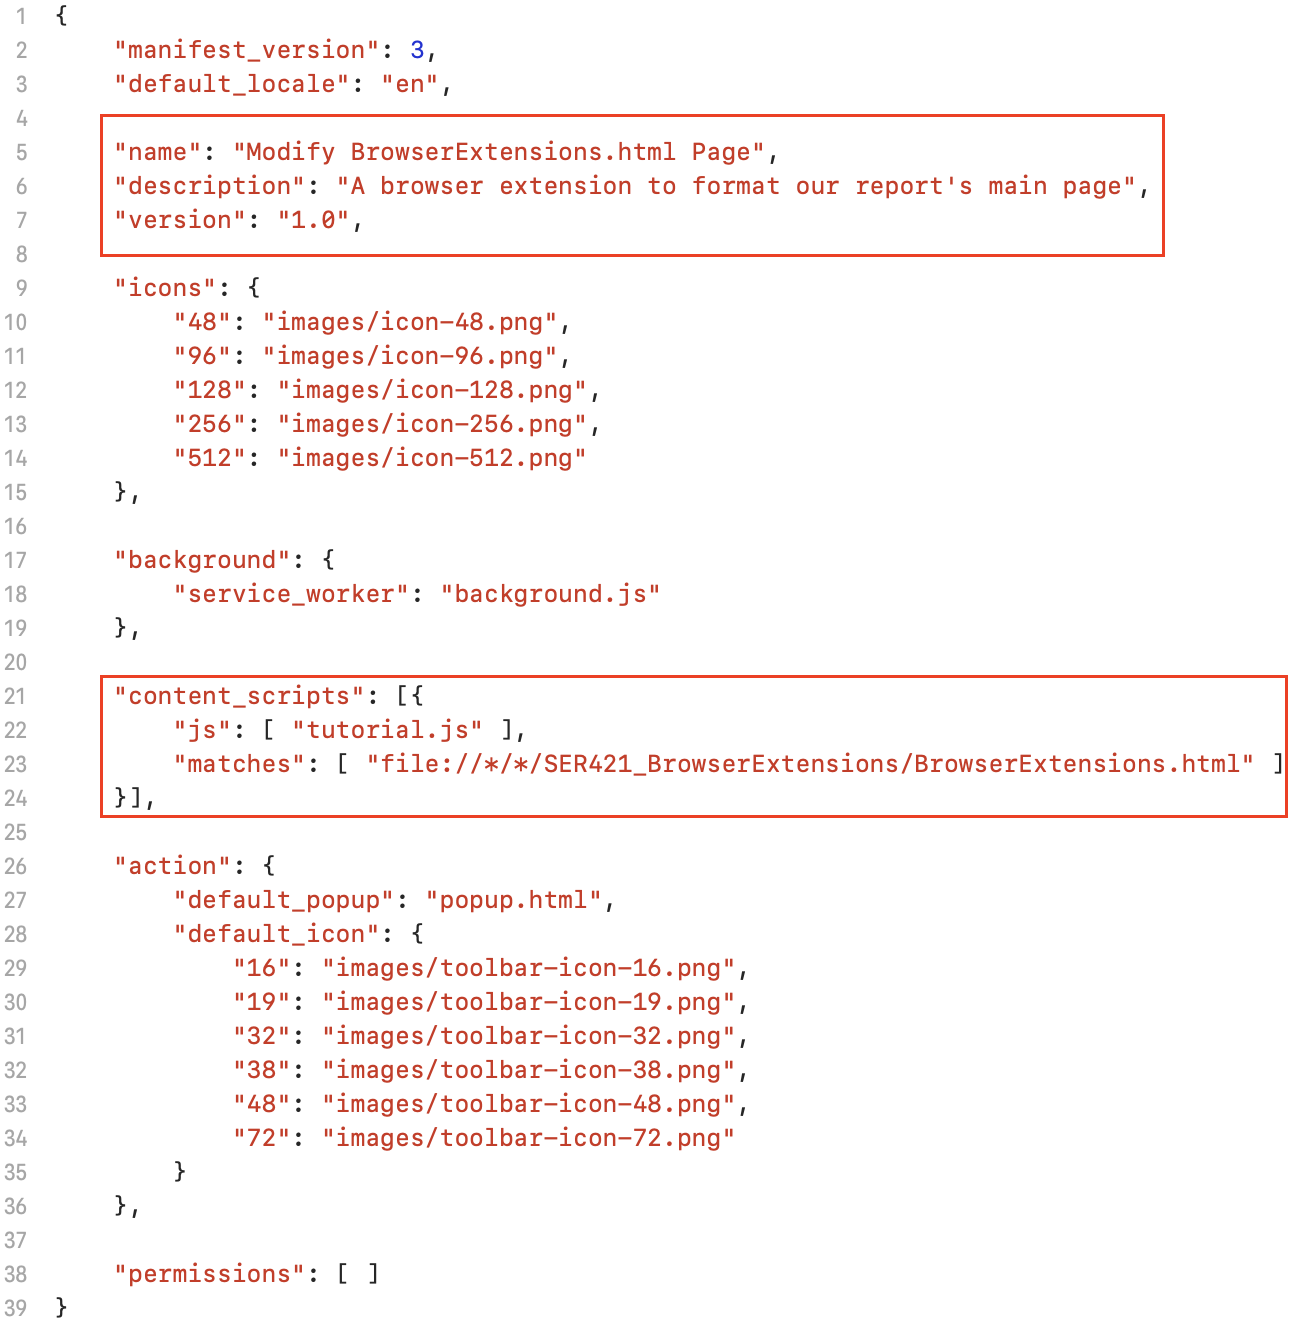 1 {
2 "manifest_version": 3,
3 "default_locale": "en",
4
5 "name": "Modify BrowserExtensions.html Page",
6 "description": "A browser extension to format our report's main page",
7 "version": "1.0",
8
9 "icons": {
10 "48": "images/icon-48.png",
11 "96": "images/icon-96.png",
12 "128": "images/icon-128.png",
13 "256": "images/icon-256.png",
14 "512": "images/icon-512.png"
15 },
16
17 "background": {
18 "service_worker": "background.js"
19 },
20
21 "content_scripts": [{
22 "js": [ "tutorial.js" ],
23 "matches": [ "file://*/*/SER421_BrowserExtensions/BrowserExtensions.html" ]
24 }],
25
26 "action": {
27 "default_popup": "popup.html",
28 "default_icon": {
29 "16": "images/toolbar-icon-16.png",
30 "19": "images/toolbar-icon-19.png",
31 "32": "images/toolbar-icon-32.png",
32 "38": "images/toolbar-icon-38.png",
33 "48": "images/toolbar-icon-48.png",
34 "72": "images/toolbar-icon-72.png"
35 }
36 },
37
38 "permissions": [ ]
39 }